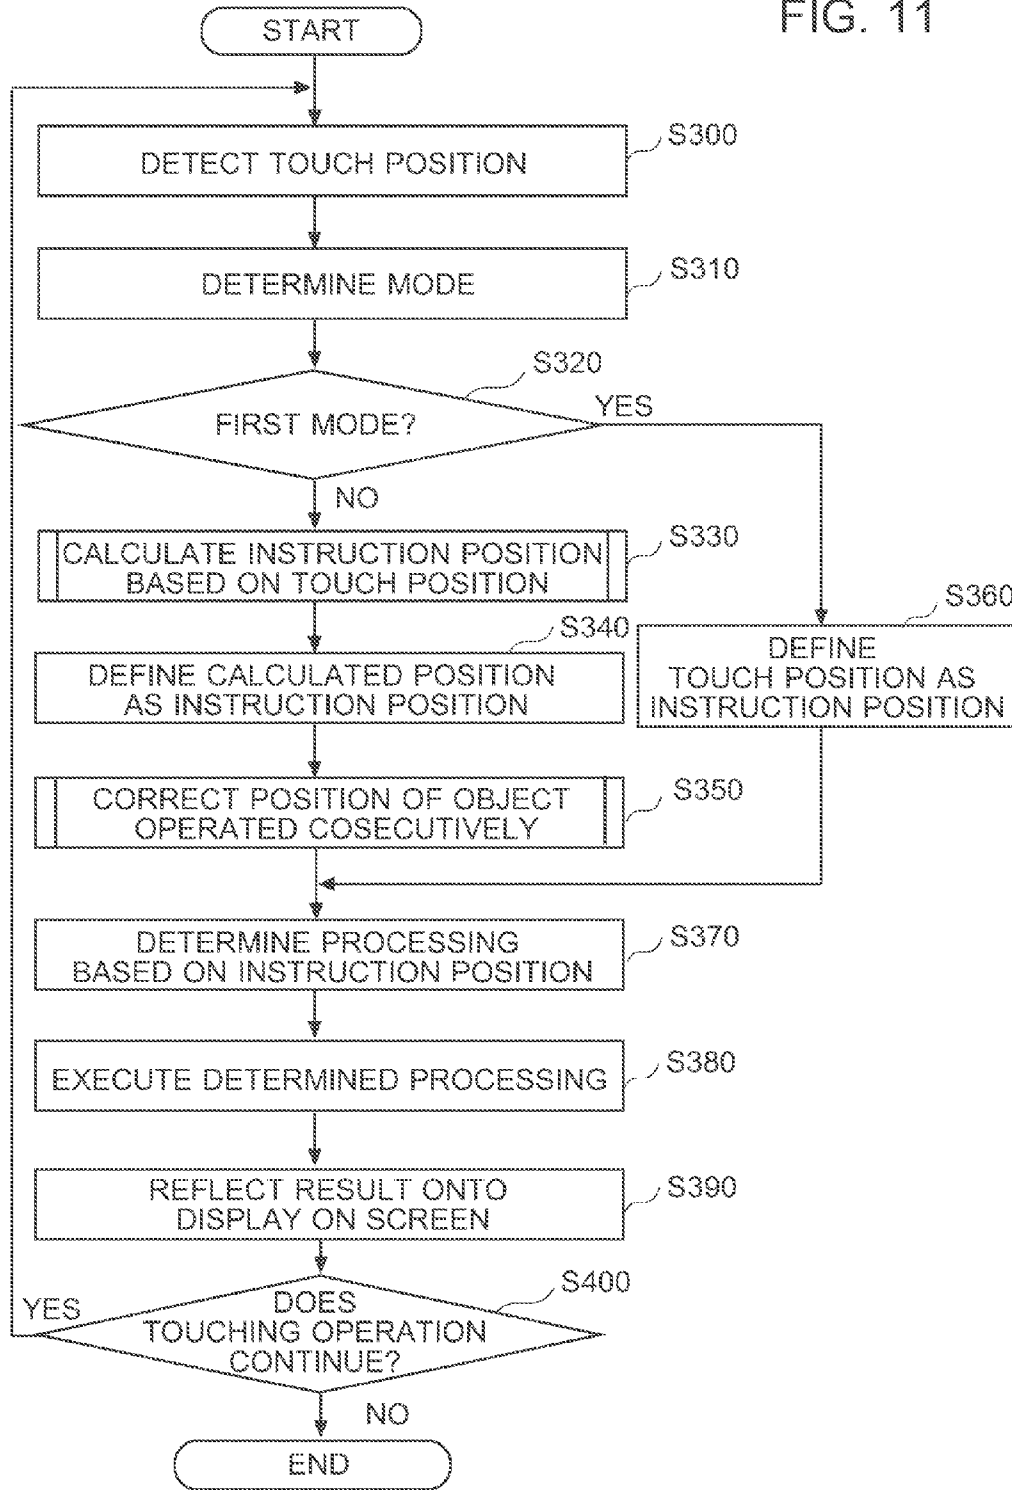 FIG. 11
START
DETECT TOUCH POSITION
S300
DETERMINE MODE
S310
S320
FIRST MODE?
YES
NO
CALCULATE INSTRUCTION POSITION
BASED ON TOUCH POSITION
S330
S340
DEFINE CALCULATED POSITION
AS INSTRUCTION POSITION
S360
DEFINE
TOUCH POSITION AS
INSTRUCTION POSITION
CORRECT POSITION OF OBJECT
OPERATED COSECUTIVELY
S350
DETERMINE PROCESSING
BASED ON INSTRUCTION POSITION
S370
EXECUTE DETERMINED PROCESSING
S380
REFLECT RESULT ONTO
DISPLAY ON SCREEN
S390
S400
DOES
TOUCHING OPERATION
CONTINUE?
YES
NO
END